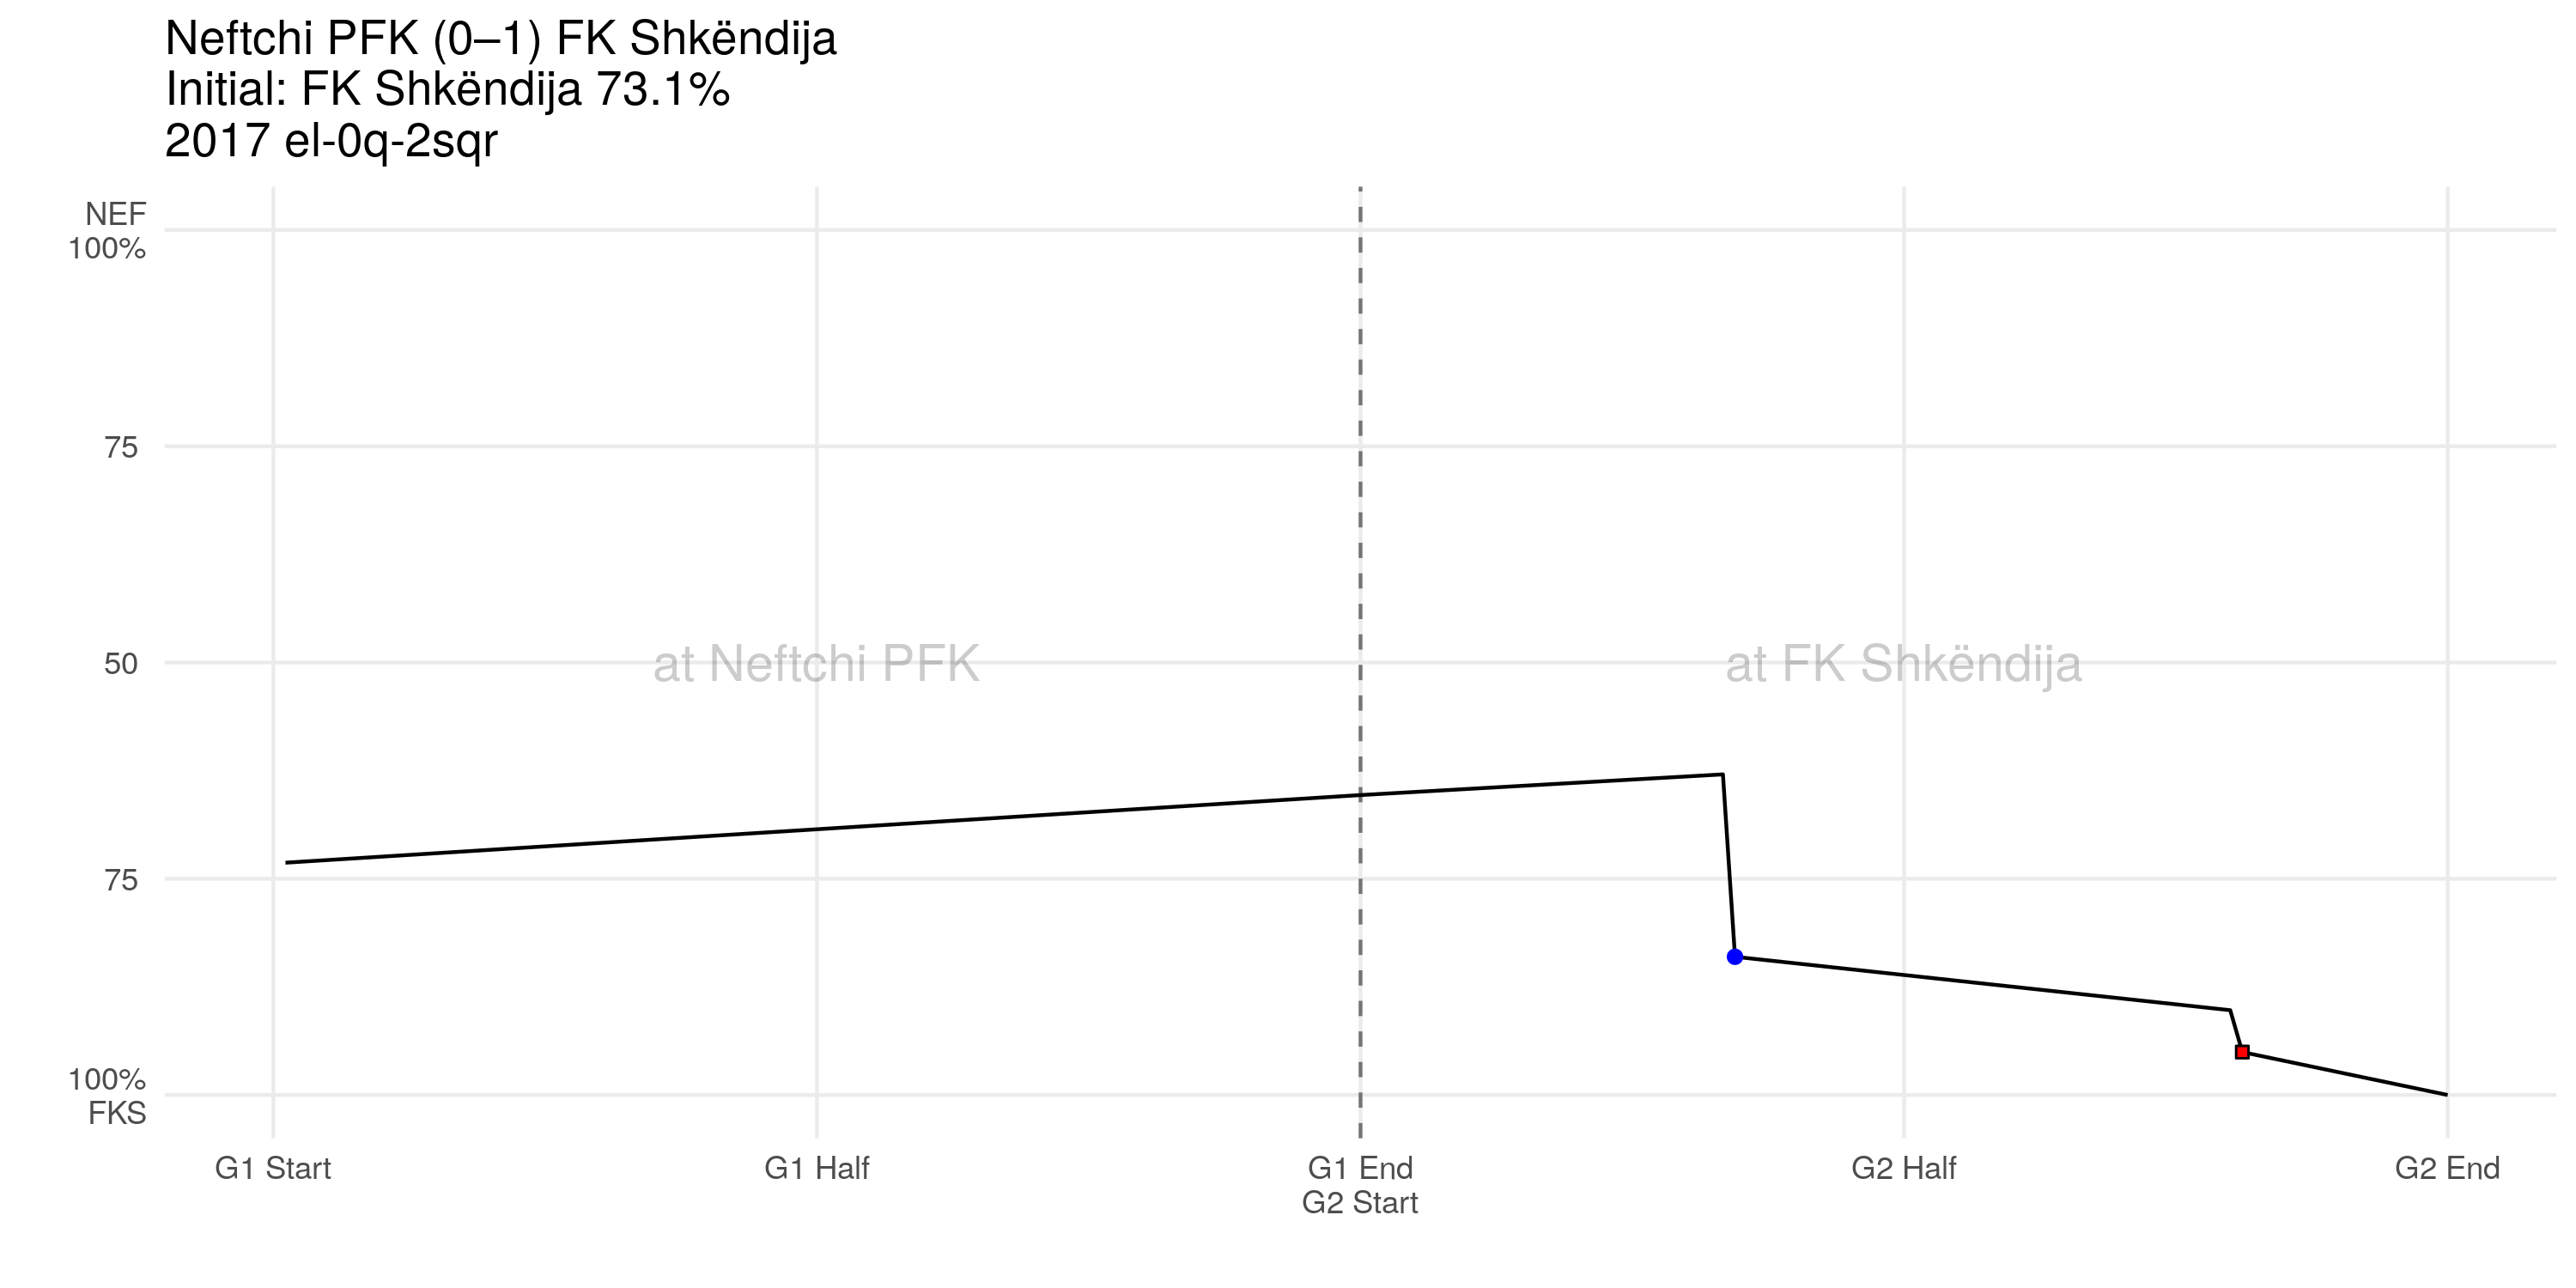 Neftchi PFK (0–1) FK Shkëndija
Initial: FK Shkëndija 73.1%
2017 el-0q-2sqr
NEF
100%
75
50
75
100%
FKS
at Neftchi PFK
at FK Shkëndija
G1 Start
G1 Half
G1 End
G2 Start
G2 Half
G2 End